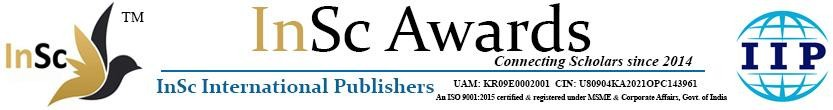 InSc
TM
InSc Awards
Connecting Scholars since 2014
InSc International Publishers
UAM: KR09E0002001 CIN: U80904KA2021OPC143961
An ISO 9001:2015 certified & registered under MSME & Corporate Affairs, Govt. of India
IIP